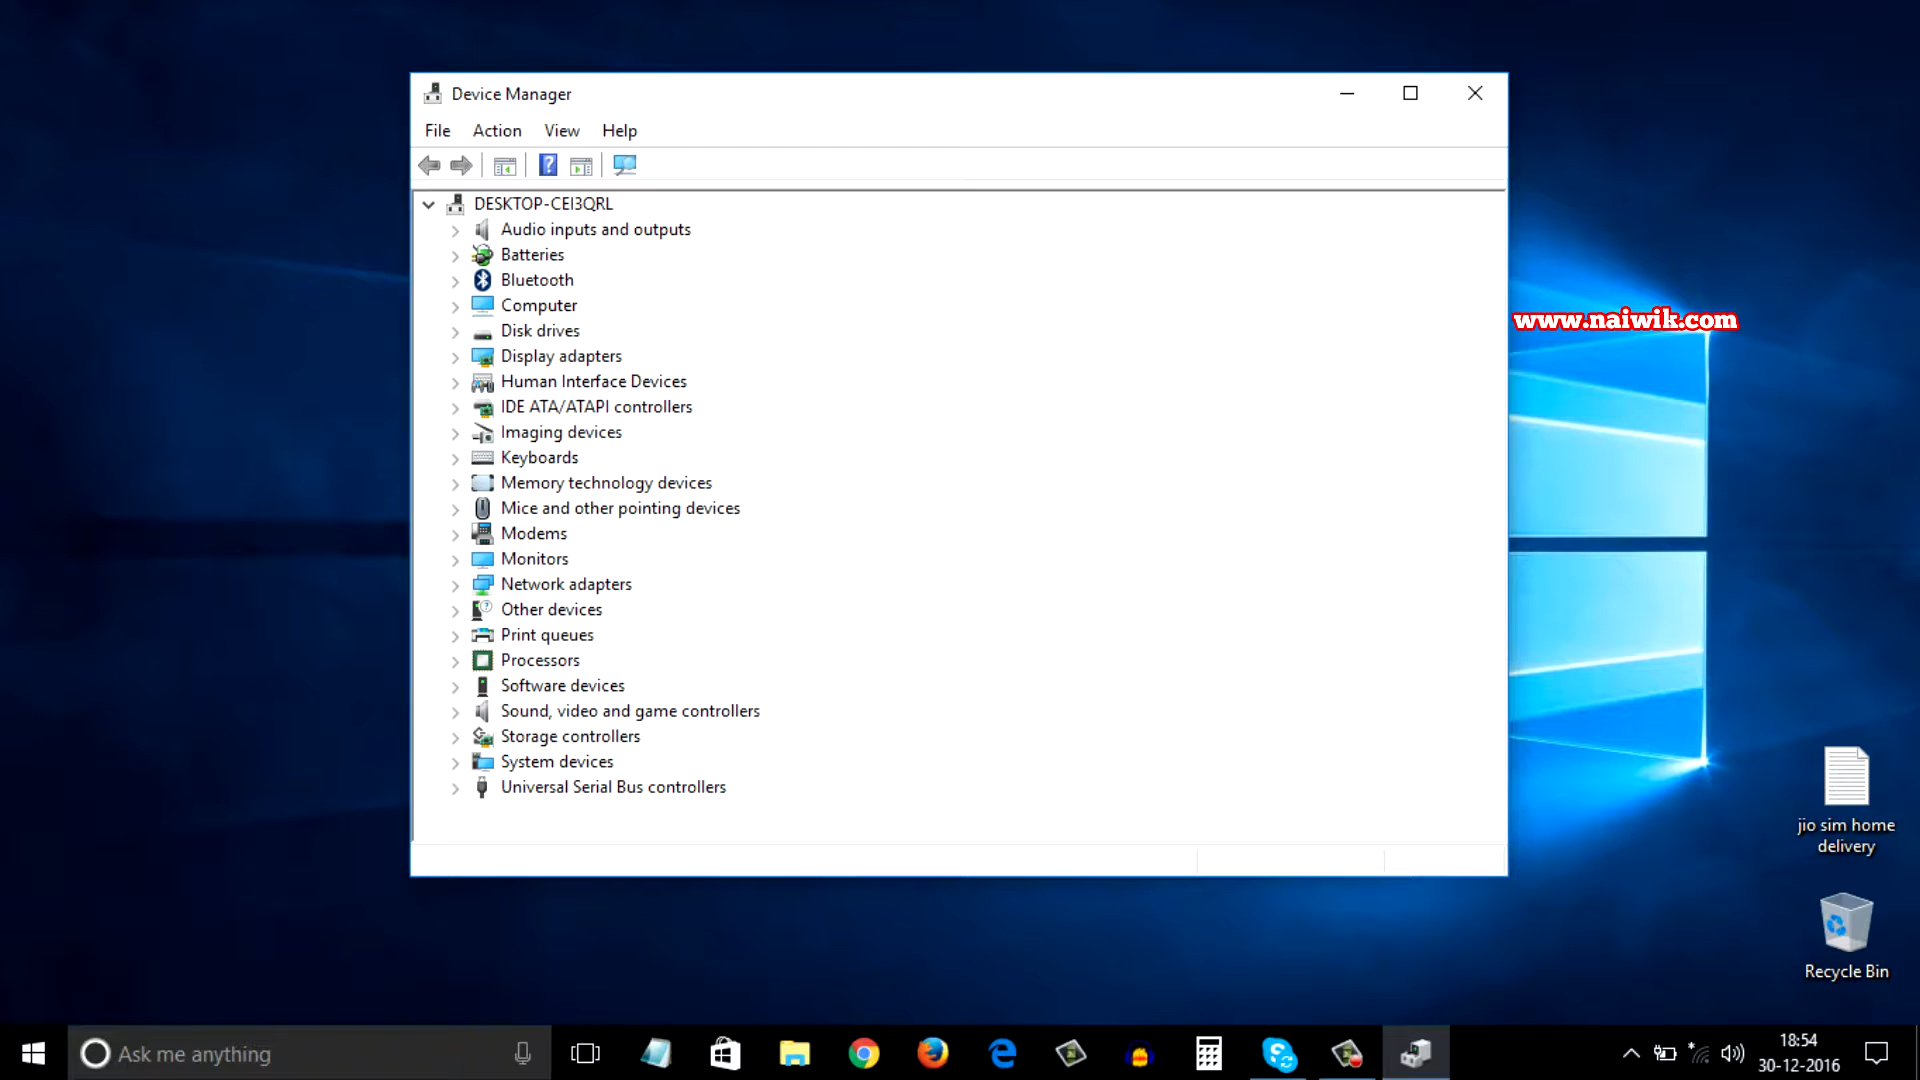 Device Manager
File Action View Help
DESKTOP-CEI3QRL
Audio inputs and outputs
Batteries
Bluetooth
Computer
Disk drives
Display adapters
Human Interface Devices
IDE ATA/ATAPI controllers
Imaging devices
Keyboards
Memory technology devices
Mice and other pointing devices
Modems
Monitors
Network adapters
Other devices
Print queues
Processors
Software devices
Sound, video and game controllers
Storage controllers
System devices
Universal Serial Bus controllers
www.naiwik.com
jio sim home
delivery
Recycle Bin
Ask me anything
18:54
30-12-2016